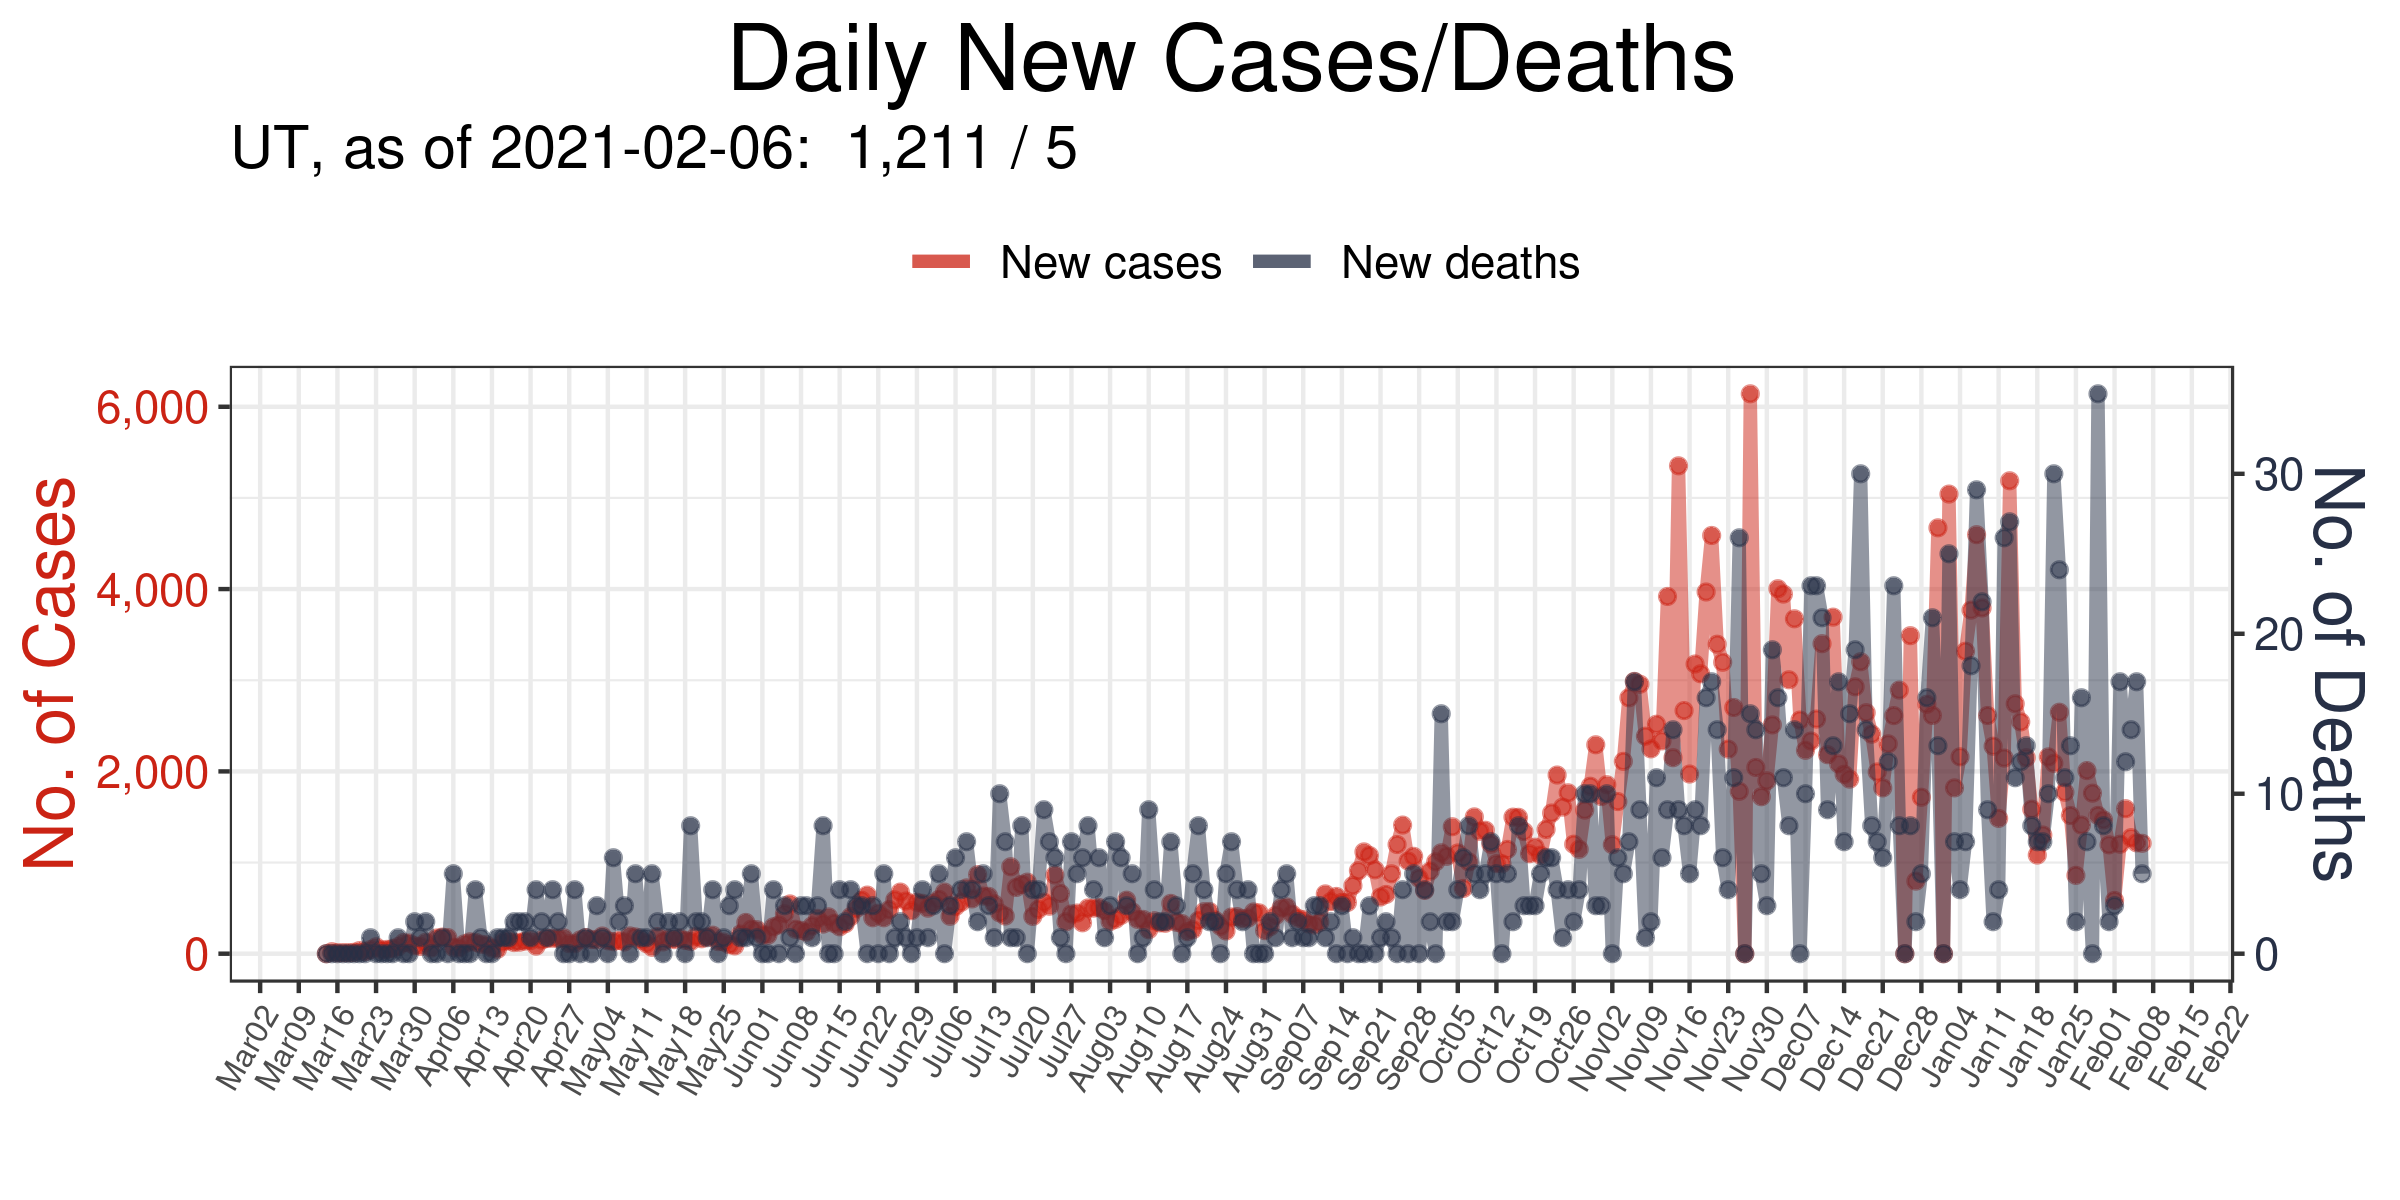 Daily New Cases/Deaths
UT, as of 2021-02-06:  1,211 / 5
New cases
New deaths
No. of Cases
6,000
4,000
2,000
0
30
20
10
0
No. of Deaths
Mar02
Mar09
Mar16
Mar23
Mar30
Apr06
Apr13
Apr20
Apr27
May04
May11
May18
May25
Jun01
Jun08
Jun15
Jun22
Jun29
Jul06
Jul13
Jul20
Jul27
Aug03
Aug10
Aug17
Aug24
Aug31
Sep07
Sep14
Sep21
Sep28
Oct05
Oct12
Oct19
Oct26
Nov02
Nov09
Nov16
Nov23
Nov30
Dec07
Dec14
Dec21
Dec28
Jan04
Jan11
Jan18
Jan25
Feb01
Feb08
Feb15
Feb22